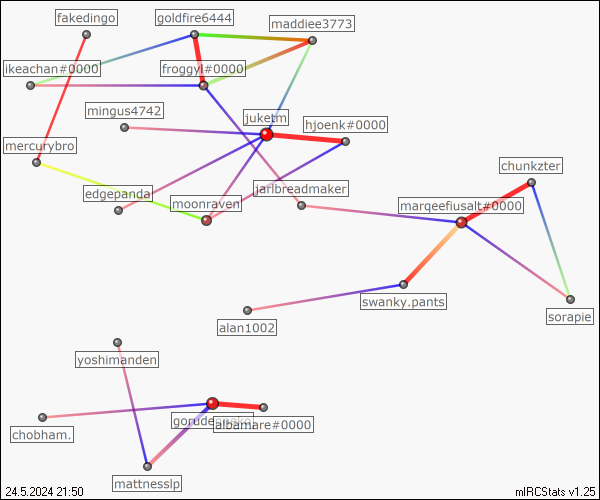 fakedingo
goldfire6444
maddiee3773
ikeachan#0000
froggyl#0000
mingus4742
juketm
hjoenk#0000
mercurybro
chunkzter
edgepanda
moonraven
jarlbreadmaker
marqeefiusalt#0000
swanky.pants
sorapie
alan1002
yoshimanden
albamare#0000
chobham.
mattnesslp
24.5.2024 21:50
mIRCStats v1.25